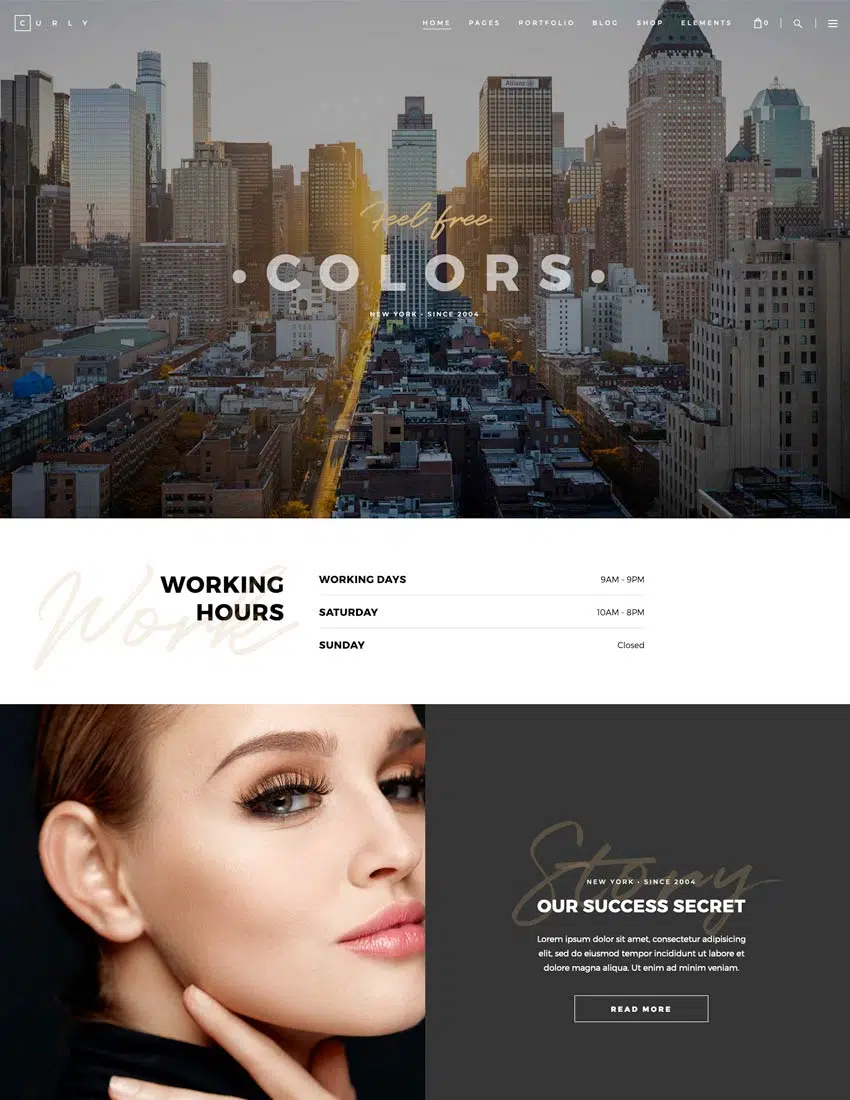 CURLY
HOME PAGES PORTFOLIO BLOG SHOP ELEMENTS 0
Allianz
Feel free
• COLORS •
NEW YORK • SINCE 2004
Work
WORKING
HOURS
WORKING DAYS 9AM - 9PM
SATURDAY 10AM - 8PM
SUNDAY Closed
Story
NEW YORK • SINCE 2004
OUR SUCCESS SECRET
Lorem ipsum dolor sit amet, consectetur adipisicing
elit, sed do eiusmod tempor incididunt ut labore et
dolore magna aliqua. Ut enim ad minim veniam.
READ MORE